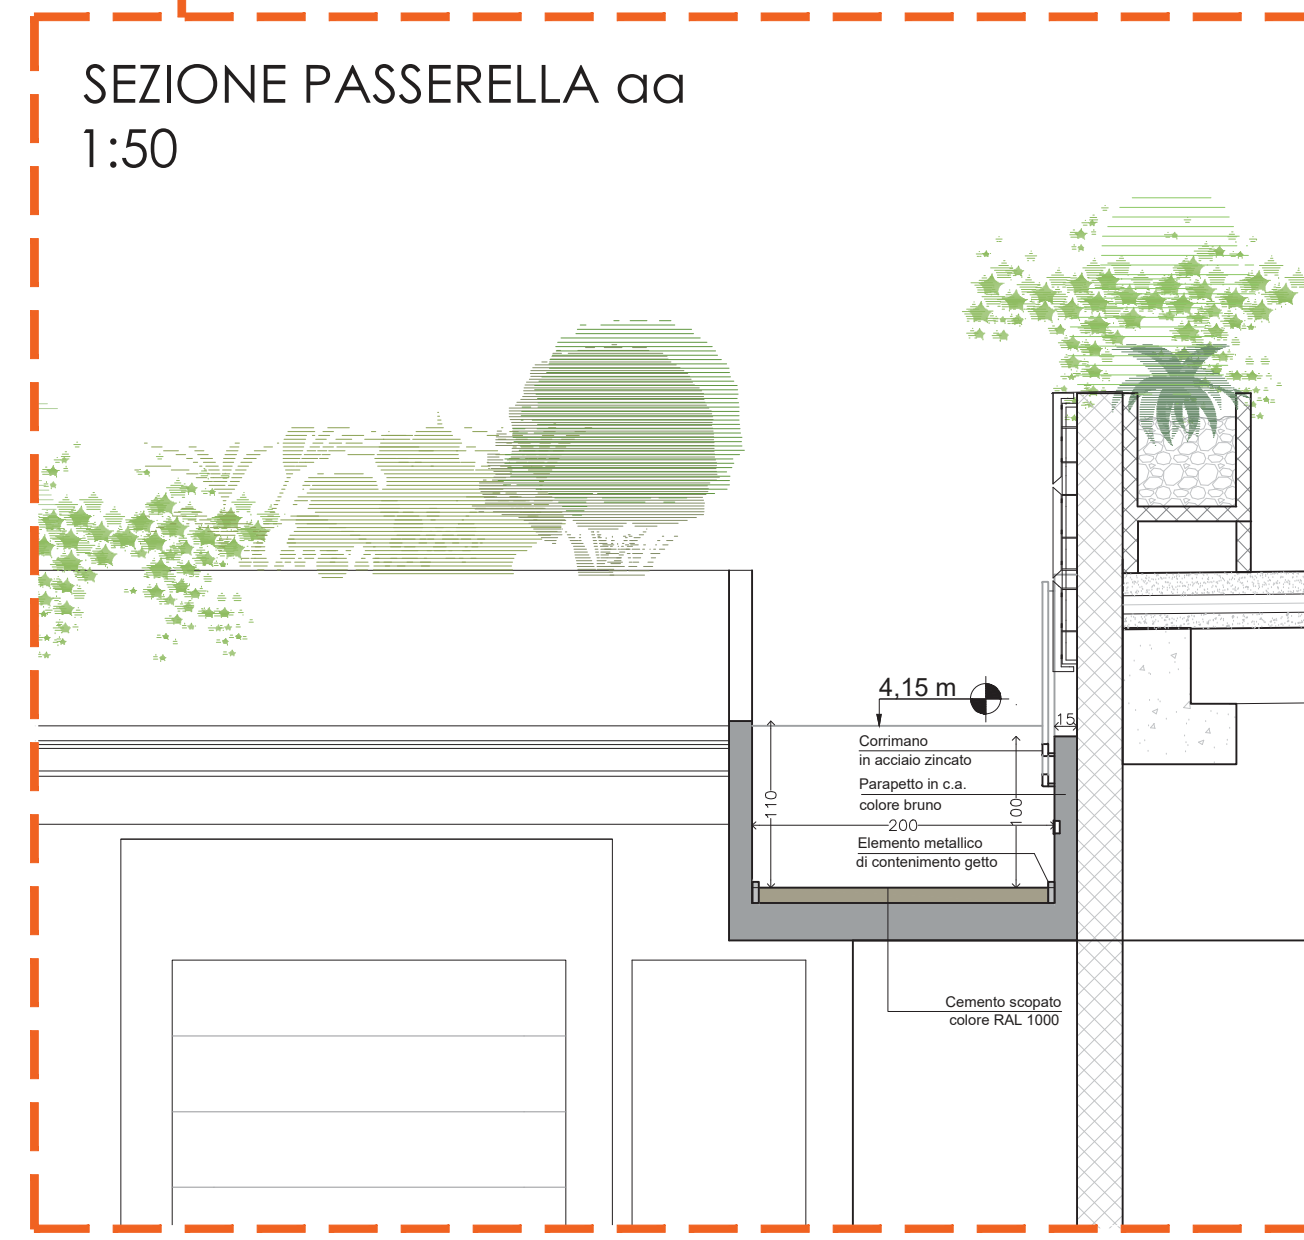 SEZIONE PASSERELLA aa
1:50
4,15 m
15
Corrimano
in acciaio zincato
Parapetto in c.a.
colore bruno
110
100
200
Elemento metallico
di contenimento getto
Cemento scopato
colore RAL 1000